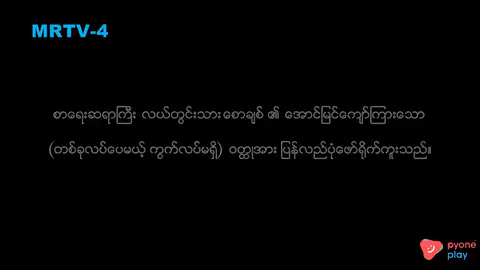 MRTV-4
စာရေးဆရာကြီး လယ်တွင်းသားစောချစ် ၏ အောင်မြင်ကျော်ကြားသော
(တစ်ခုလပ်ပေမယ့် ကွက်လပ်မရှိ) ဝတ္ထုအား ပြန်လည်ပုံဖော်ရိုက်ကူးသည်။
pyone
play